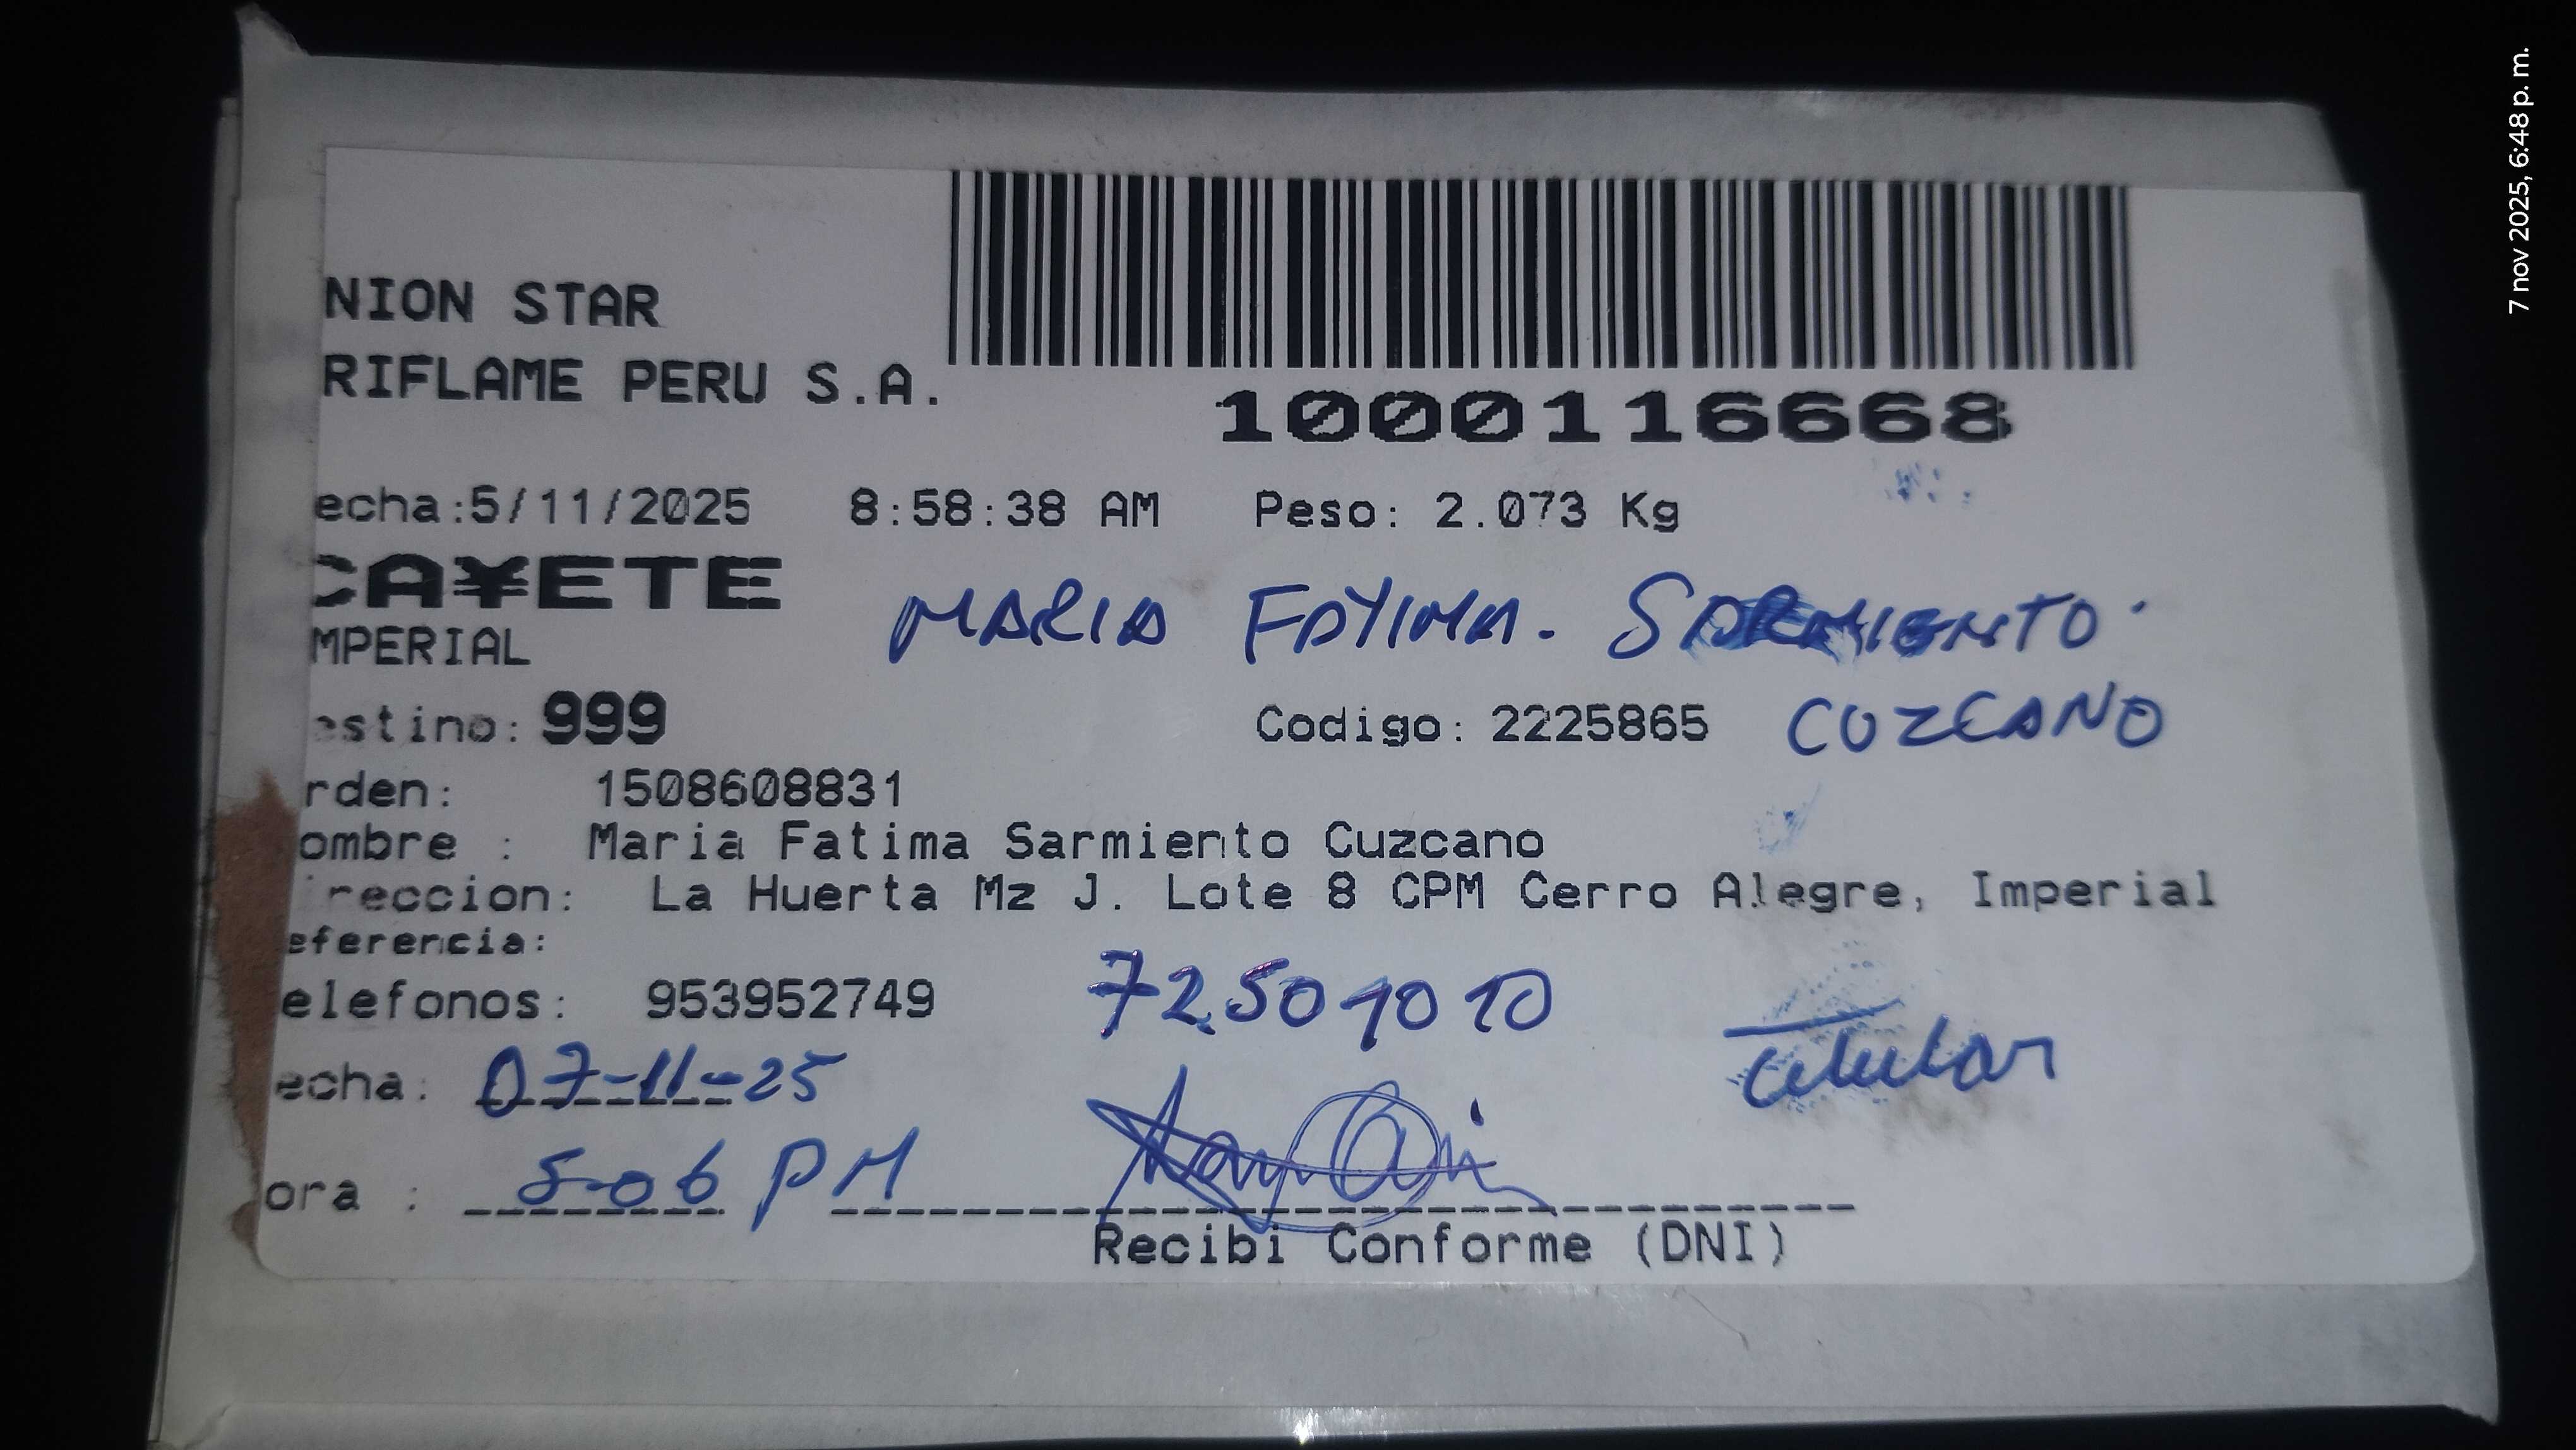 NION STAR
RIFLAME PERU S.A.
1000116668
echa:5/11/2025 8:58:38 AM Peso: 2.073 Kg
CA¥ETE
MARIA FATIMA. SARMIENTO.
MPERIAL
estino: 999 Codigo: 2225865 CUZCANO
rden: 1508608831
ombre : Maria Fatima Sarmiento Cuzcano
reccion: La Huerta Mz J. Lote 8 CPM Cerro Alegre, Imperial
eferencia:
elefonos: 953952749 72501010
echa: 07-11-25
ora : 5-06 PM
Recibi Conforme (DNI)
7 nov 2025, 6:48 p. m.